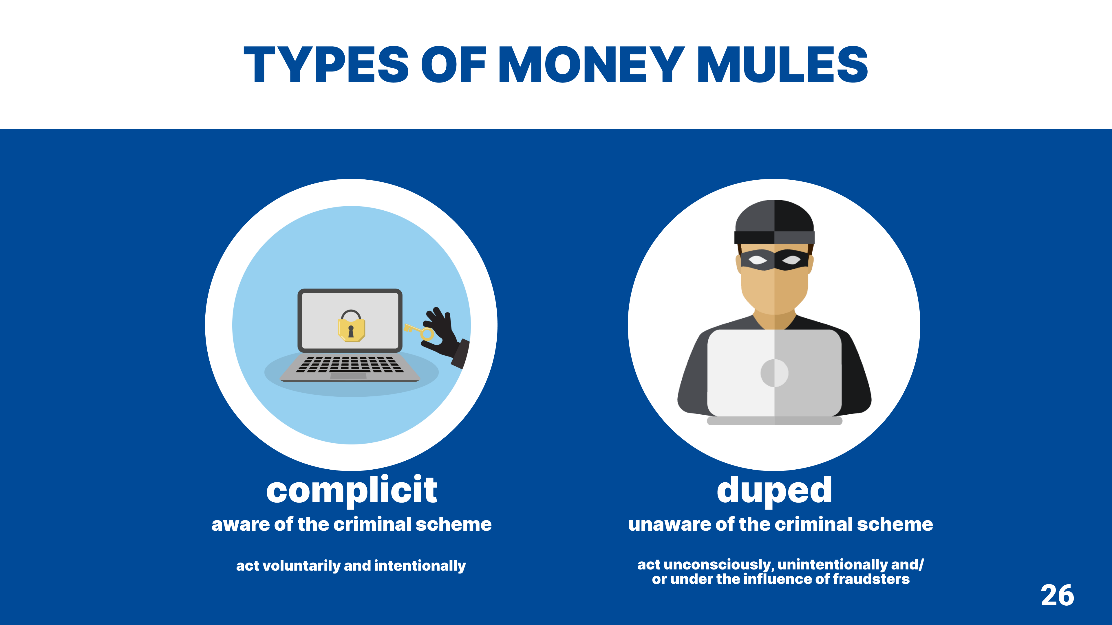 TYPES OF MONEY MULES
complicit
aware of the criminal scheme
act voluntarily and intentionally
duped
unaware of the criminal scheme
act unconsciously, unintentionally and/
or under the influence of fraudsters
26